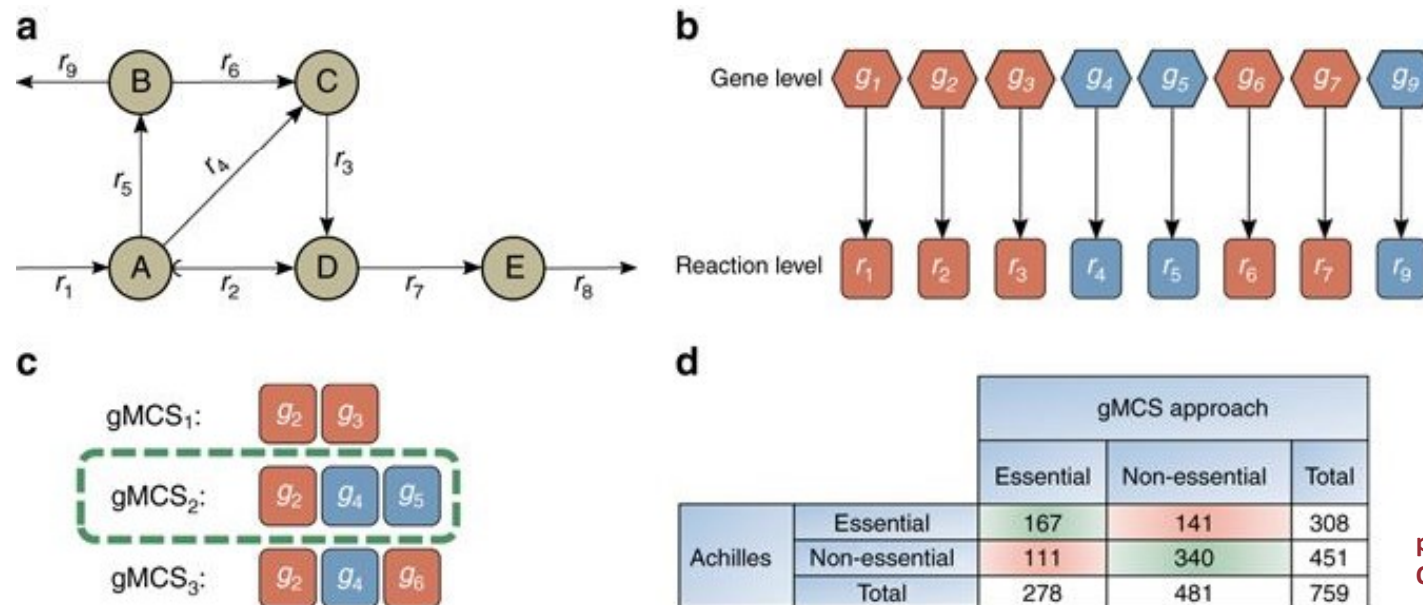 a
r9
B
r6
C
r5
r4
r3
r1
A
r2
D
r7
E
r8
b
Gene level
g1 g2 g3 g4 g5 g6 g7 g9
Reaction level
r1 r2 r3 r4 r5 r6 r7 r9
c
gMCS1: g2 g3
gMCS2: g2 g4 g5
gMCS3: g2 g4 g6
d
gMCS approach
Essential Non-essential Total
Achilles
Essential 167 141 308
Non-essential 111 340 451
Total 278 481 759